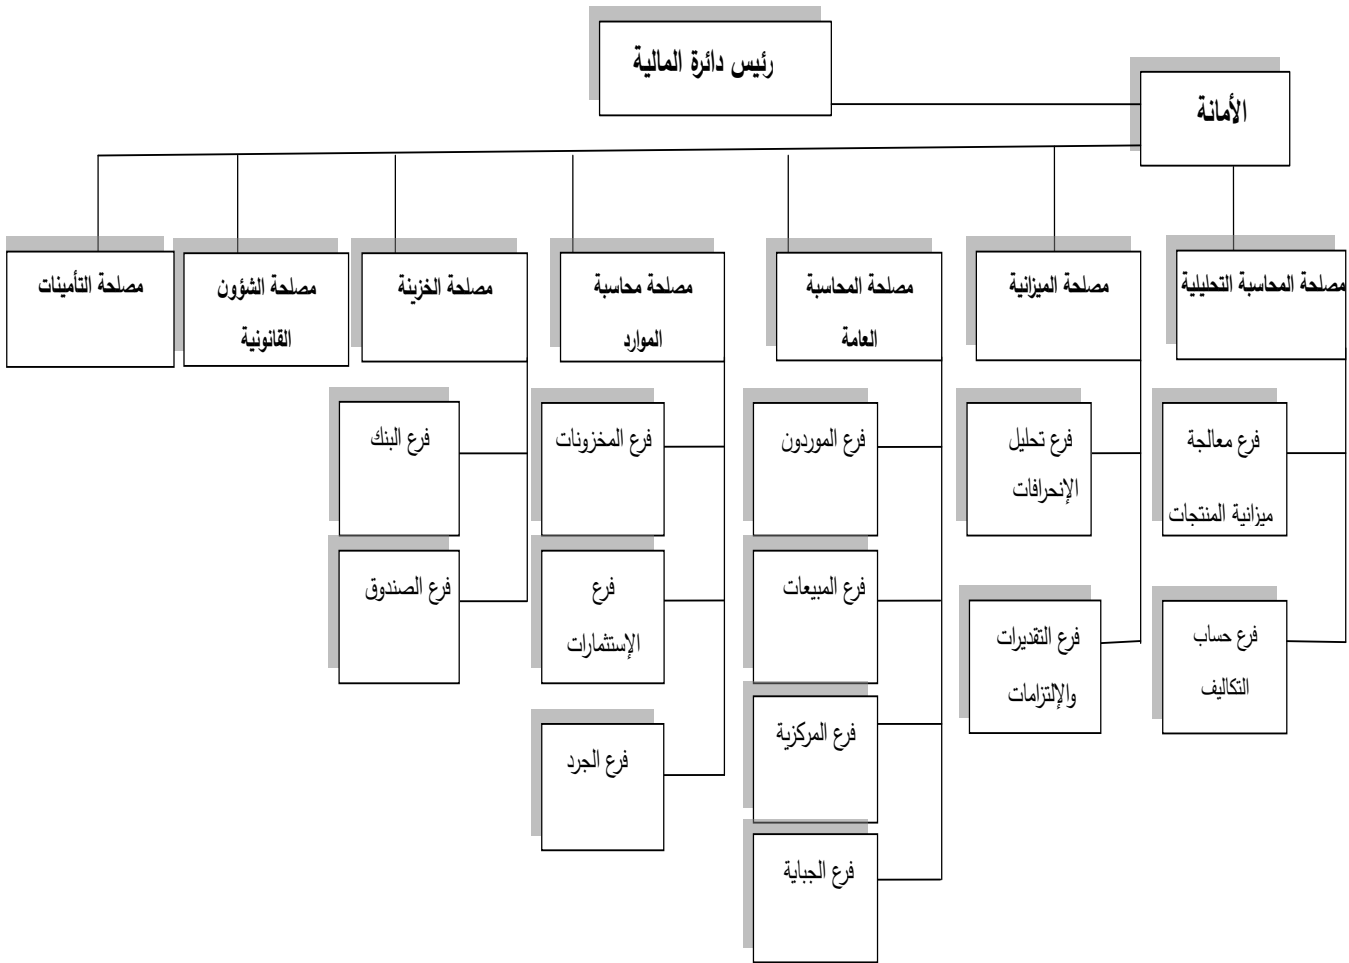 رئيس دائرة المالية
الأمانة
مصلحة المحاسبة التحليلية
مصلحة الميزانية
مصلحة المحاسبة
العامة
مصلحة محاسبة
الموارد
مصلحة الخزينة
مصلحة الشؤون
القانونية
مصلحة التأمينات
فرع معالجة
ميزانية المنتجات
فرع حساب
التكاليف
فرع تحليل
الإنحرافات
فرع التقديرات
والإلتزامات
فرع الموردون
فرع المبيعات
فرع المركزية
فرع الجباية
فرع المخزونات
فرع
الإستثمارات
فرع الجرد
فرع البنك
فرع الصندوق